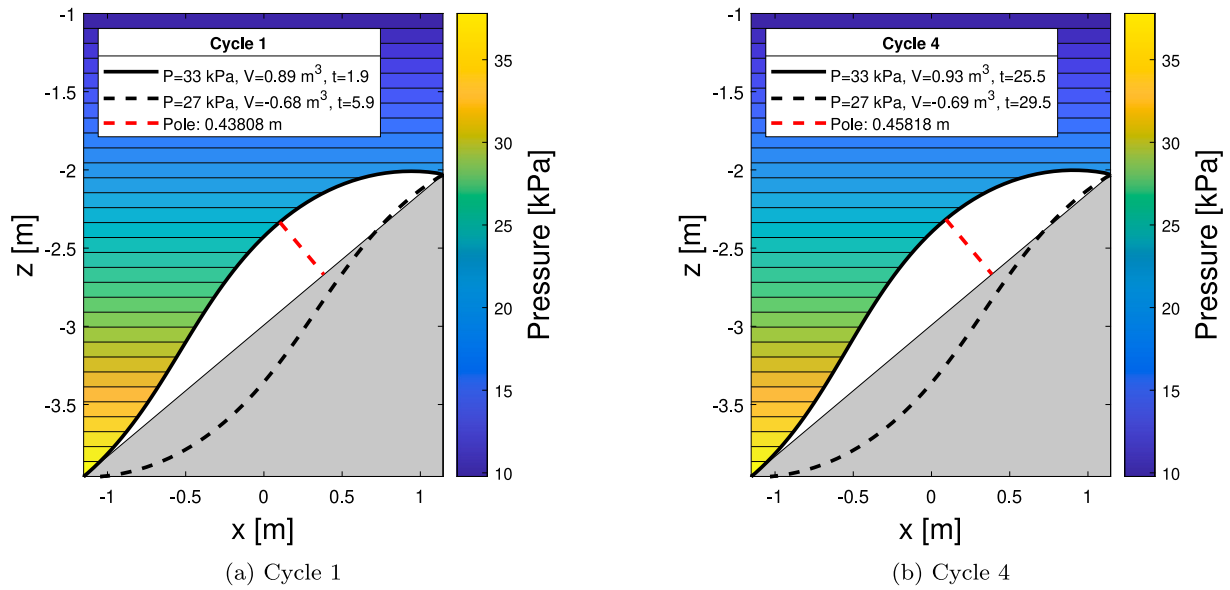 Cycle 1
P=33 kPa, V=0.89 m³, t=1.9
P=27 kPa, V=-0.68 m³, t=5.9
Pole: 0.43808 m
-1
-1.5
-2
-2.5
-3
-3.5
z [m]
-1
-0.5
0
0.5
1
x [m]
35
30
25
20
15
10
Pressure [kPa]
(a) Cycle 1
Cycle 4
P=33 kPa, V=0.93 m³, t=25.5
P=27 kPa, V=-0.69 m³, t=29.5
Pole: 0.45818 m
-1
-1.5
-2
-2.5
-3
-3.5
z [m]
-1
-0.5
0
0.5
1
x [m]
35
30
25
20
15
10
Pressure [kPa]
(b) Cycle 4